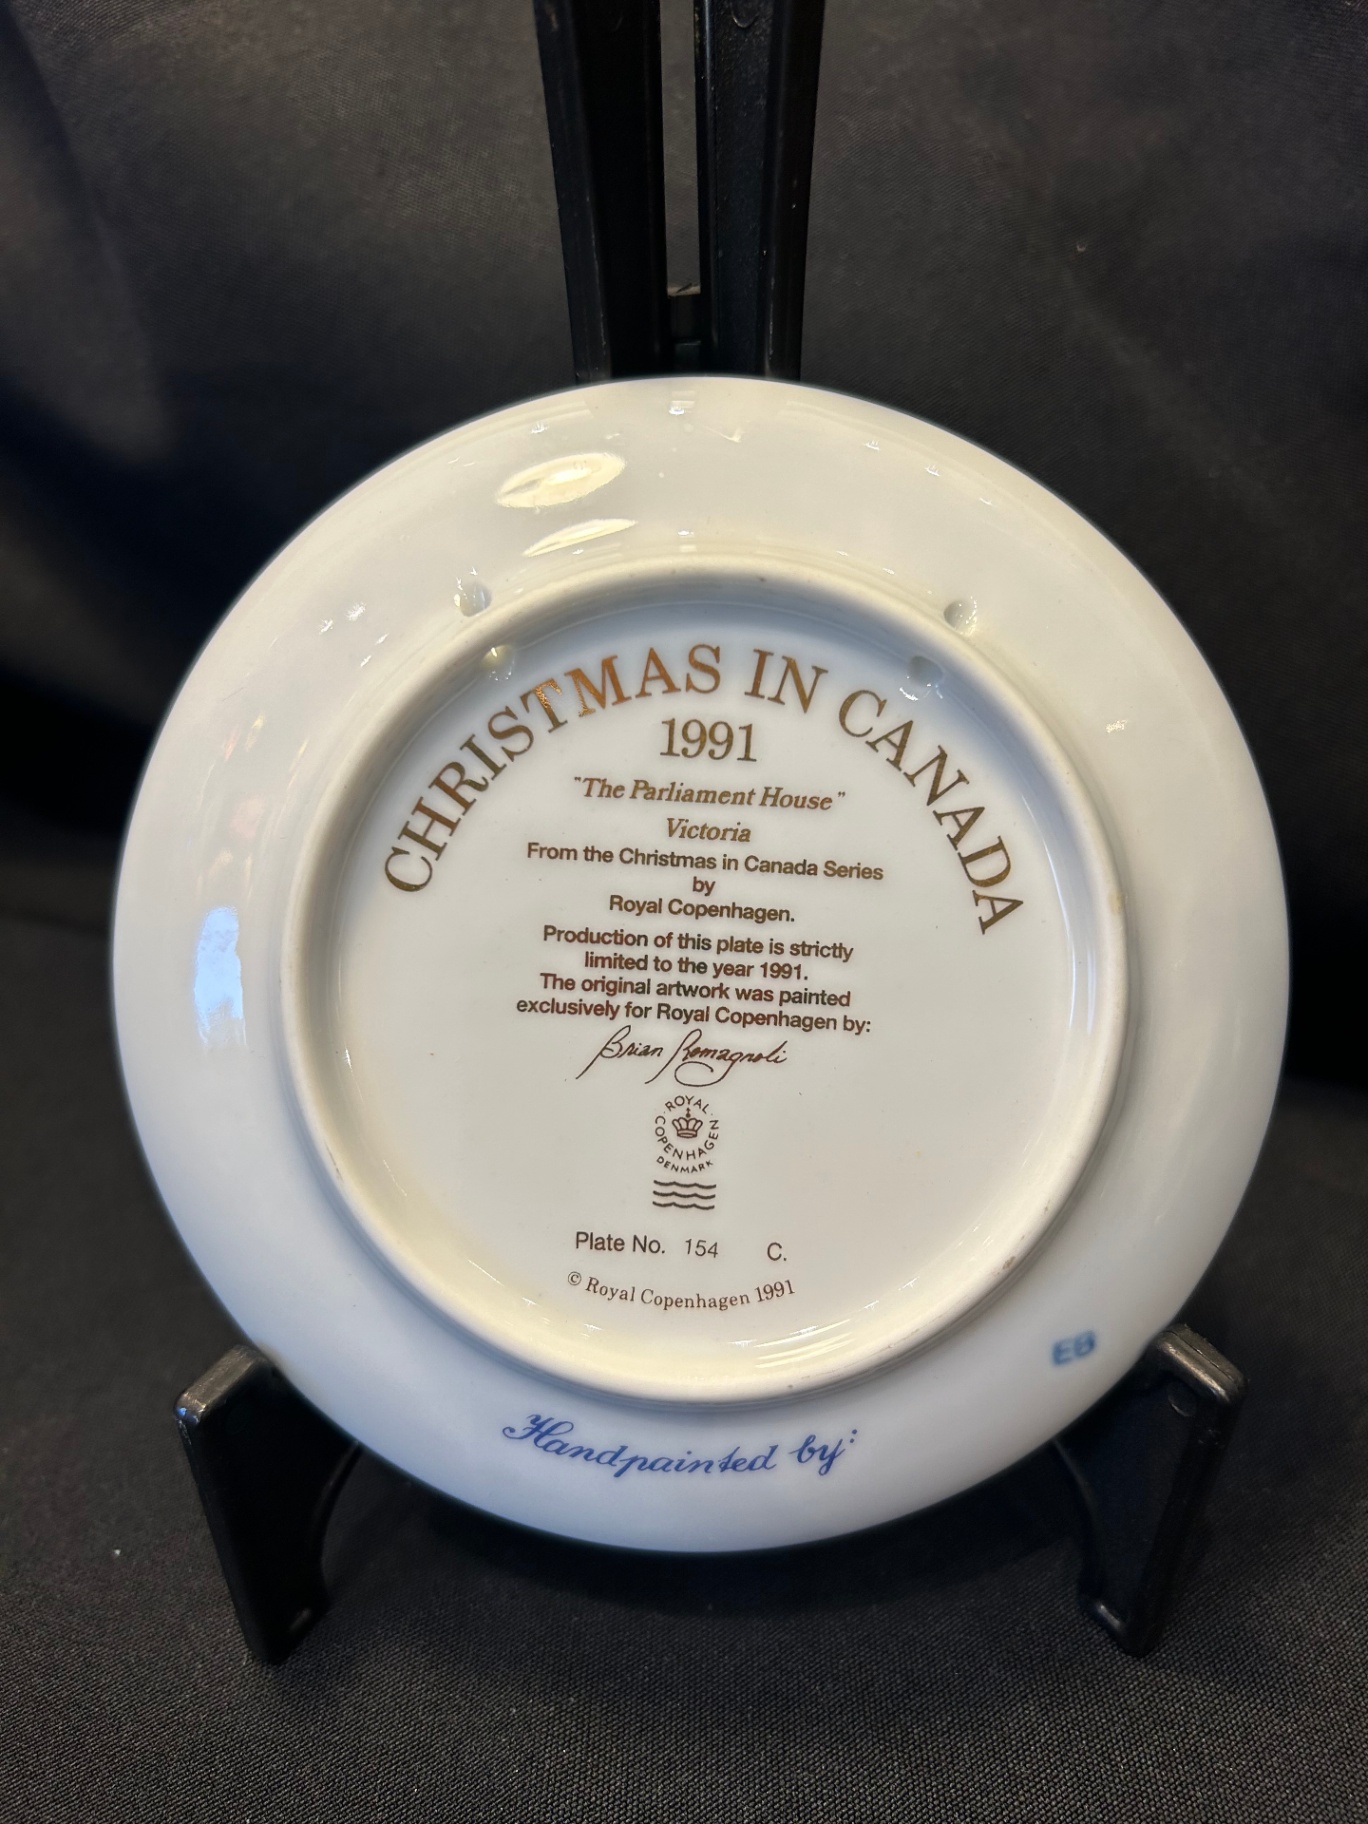 CHRISTMAS IN CANADA
1991
"The Parliament House"
Victoria
From the Christmas in Canada Series
by
Royal Copenhagen.
Production of this plate is strictly
limited to the year 1991.
The original artwork was painted
exclusively for Royal Copenhagen by:
Brian Romagnoli
ROYAL
COPENHAGEN
DENMARK
Plate No. 154 C.
© Royal Copenhagen 1991
EB
Handpainted by: